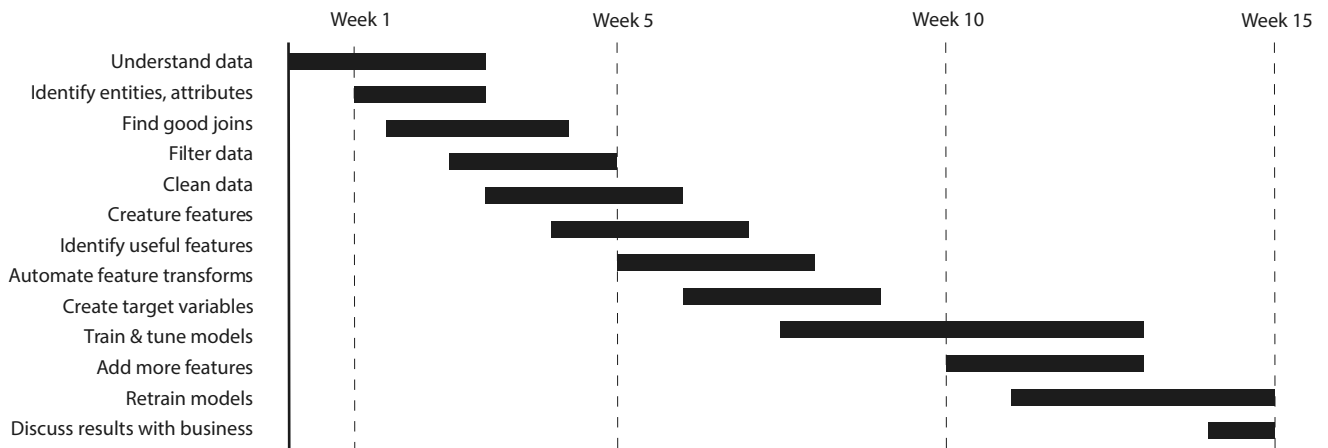 Week 1 Week 5 Week 10 Week 15
Understand data
Identify entities, attributes
Find good joins
Filter data
Clean data
Creature features
Identify useful features
Automate feature transforms
Create target variables
Train & tune models
Add more features
Retrain models
Discuss results with business